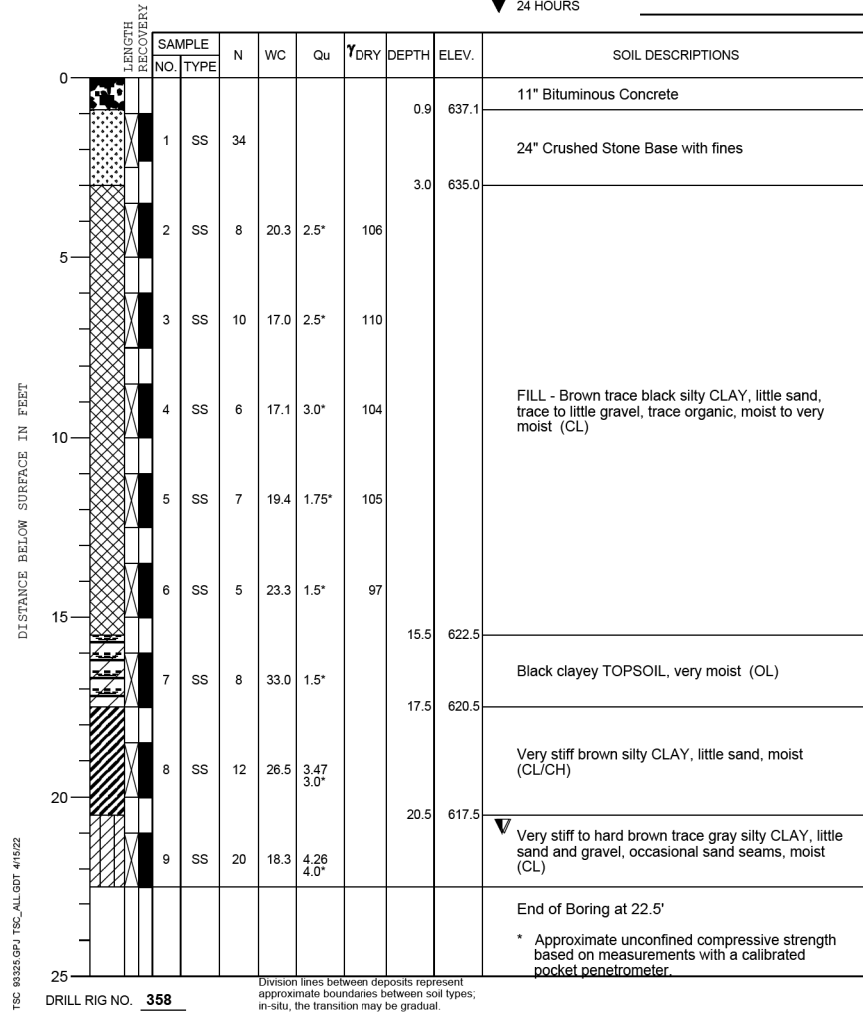 24 HOURS
LENGTH
RECOVERY
SAMPLE
NO. TYPE N WC Qu γDRY DEPTH ELEV. SOIL DESCRIPTIONS
0
11" Bituminous Concrete
0.9 637.1
1 SS 34
24" Crushed Stone Base with fines
3.0 635.0
2 SS 8 20.3 2.5* 106
5
3 SS 10 17.0 2.5* 110
FILL - Brown trace black silty CLAY, little sand,
trace to little gravel, trace organic, moist to very
moist (CL)
4 SS 6 17.1 3.0* 104
10
5 SS 7 19.4 1.75* 105
6 SS 5 23.3 1.5* 97
15
15.5 622.5
Black clayey TOPSOIL, very moist (OL)
7 SS 8 33.0 1.5*
17.5 620.5
Very stiff brown silty CLAY, little sand, moist
(CL/CH)
8 SS 12 26.5 3.47
3.0*
20
20.5 617.5
Very stiff to hard brown trace gray silty CLAY, little
sand and gravel, occasional sand seams, moist
(CL)
9 SS 20 18.3 4.26
4.0*
End of Boring at 22.5'
* Approximate unconfined compressive strength
based on measurements with a calibrated
pocket penetrometer.
25
DISTANCE BELOW SURFACE IN FEET
TSC 93325.GPJ TSC_ALL.GDT 4/15/22
DRILL RIG NO. 358
Division lines between deposits represent
approximate boundaries between soil types;
in-situ, the transition may be gradual.